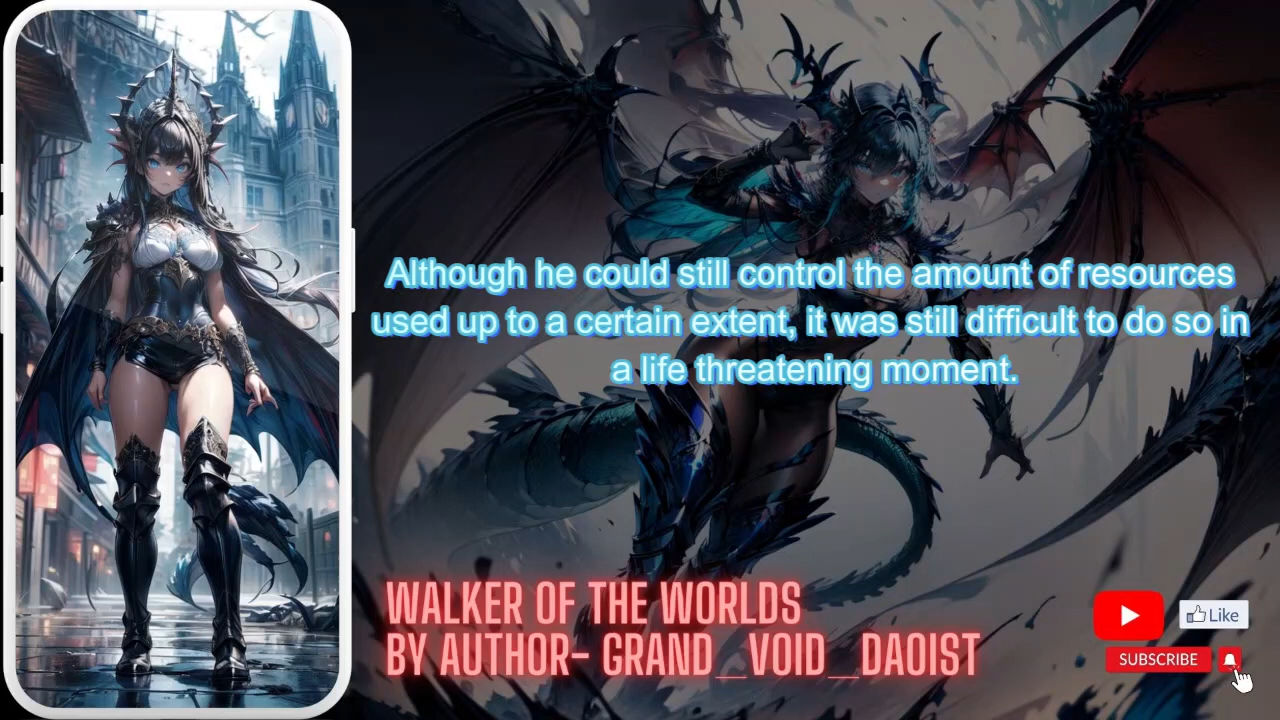 Although he could still control the amount of resources
used up to a certain extent, it was still difficult to do so in
a life threatening moment.
WALKER OF THE WORLDS
BY AUTHOR- GRAND_VOID_DAOIST
Like
SUBSCRIBE